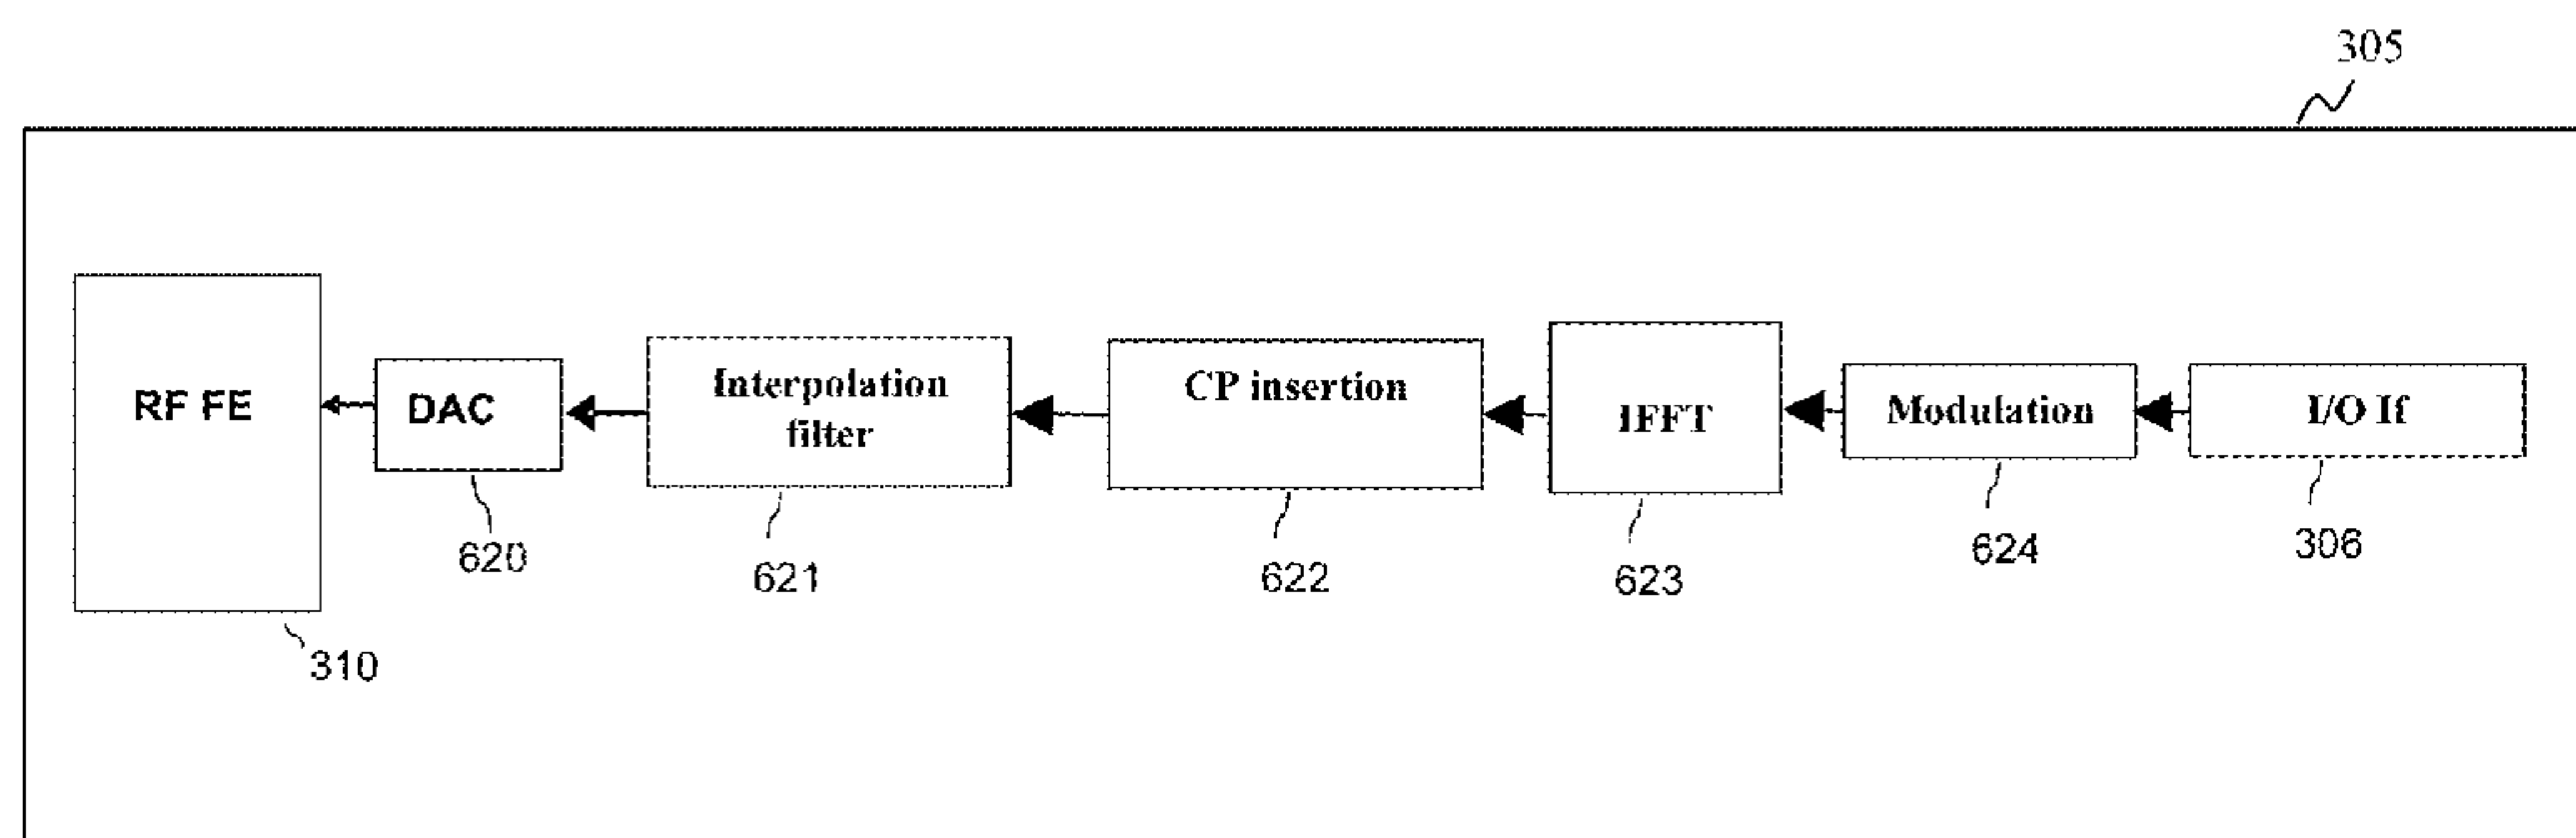 305
RF FE
DAC
Interpolation
filter
CP insertion
IFFT
Modulation
I/O If
620
621
622
623
624
306
310